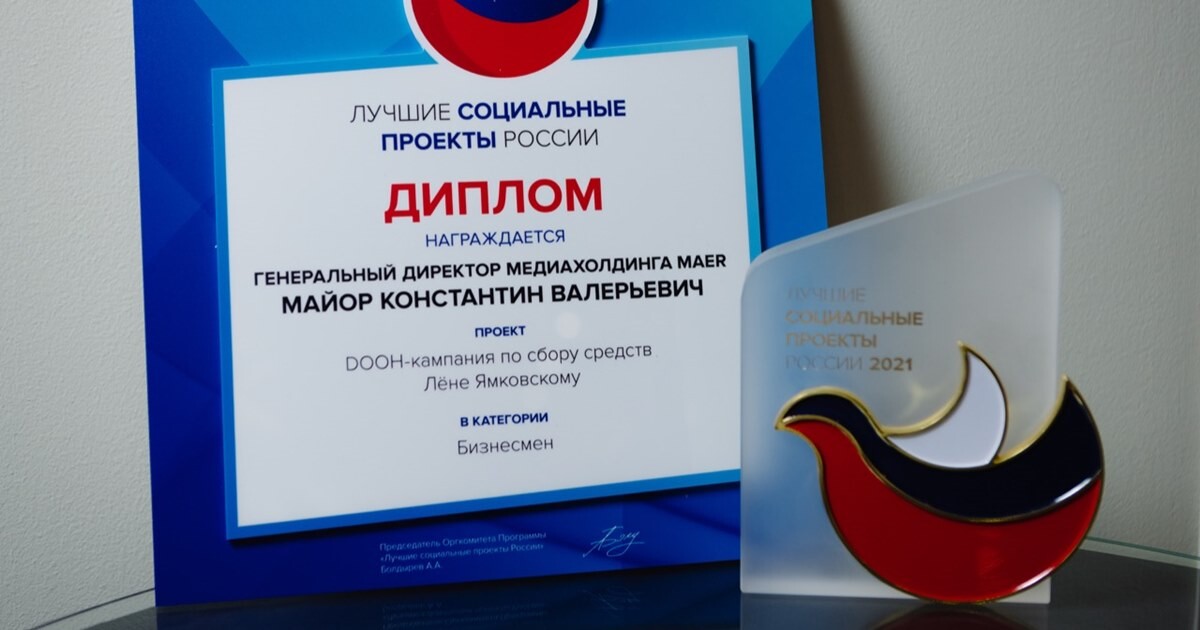 ЛУЧШИЕ СОЦИАЛЬНЫЕ
ПРОЕКТЫ РОССИИ
ДИПЛОМ
НАГРАЖДАЕТСЯ
ГЕНЕРАЛЬНЫЙ ДИРЕКТОР МЕДИАХОЛДИНГА MAER
МАЙОР КОНСТАНТИН ВАЛЕРЬЕВИЧ
ПРОЕКТ
DOOH-кампания по сбору средств
Лёне Ямковскому
В КАТЕГОРИИ
Бизнесмен
Председатель Оргкомитета Программы
«Лучшие социальные проекты России»
Болдырев А.А.
ЛУЧШИЕ
СОЦИАЛЬНЫЕ
ПРОЕКТЫ
РОССИИ 2021